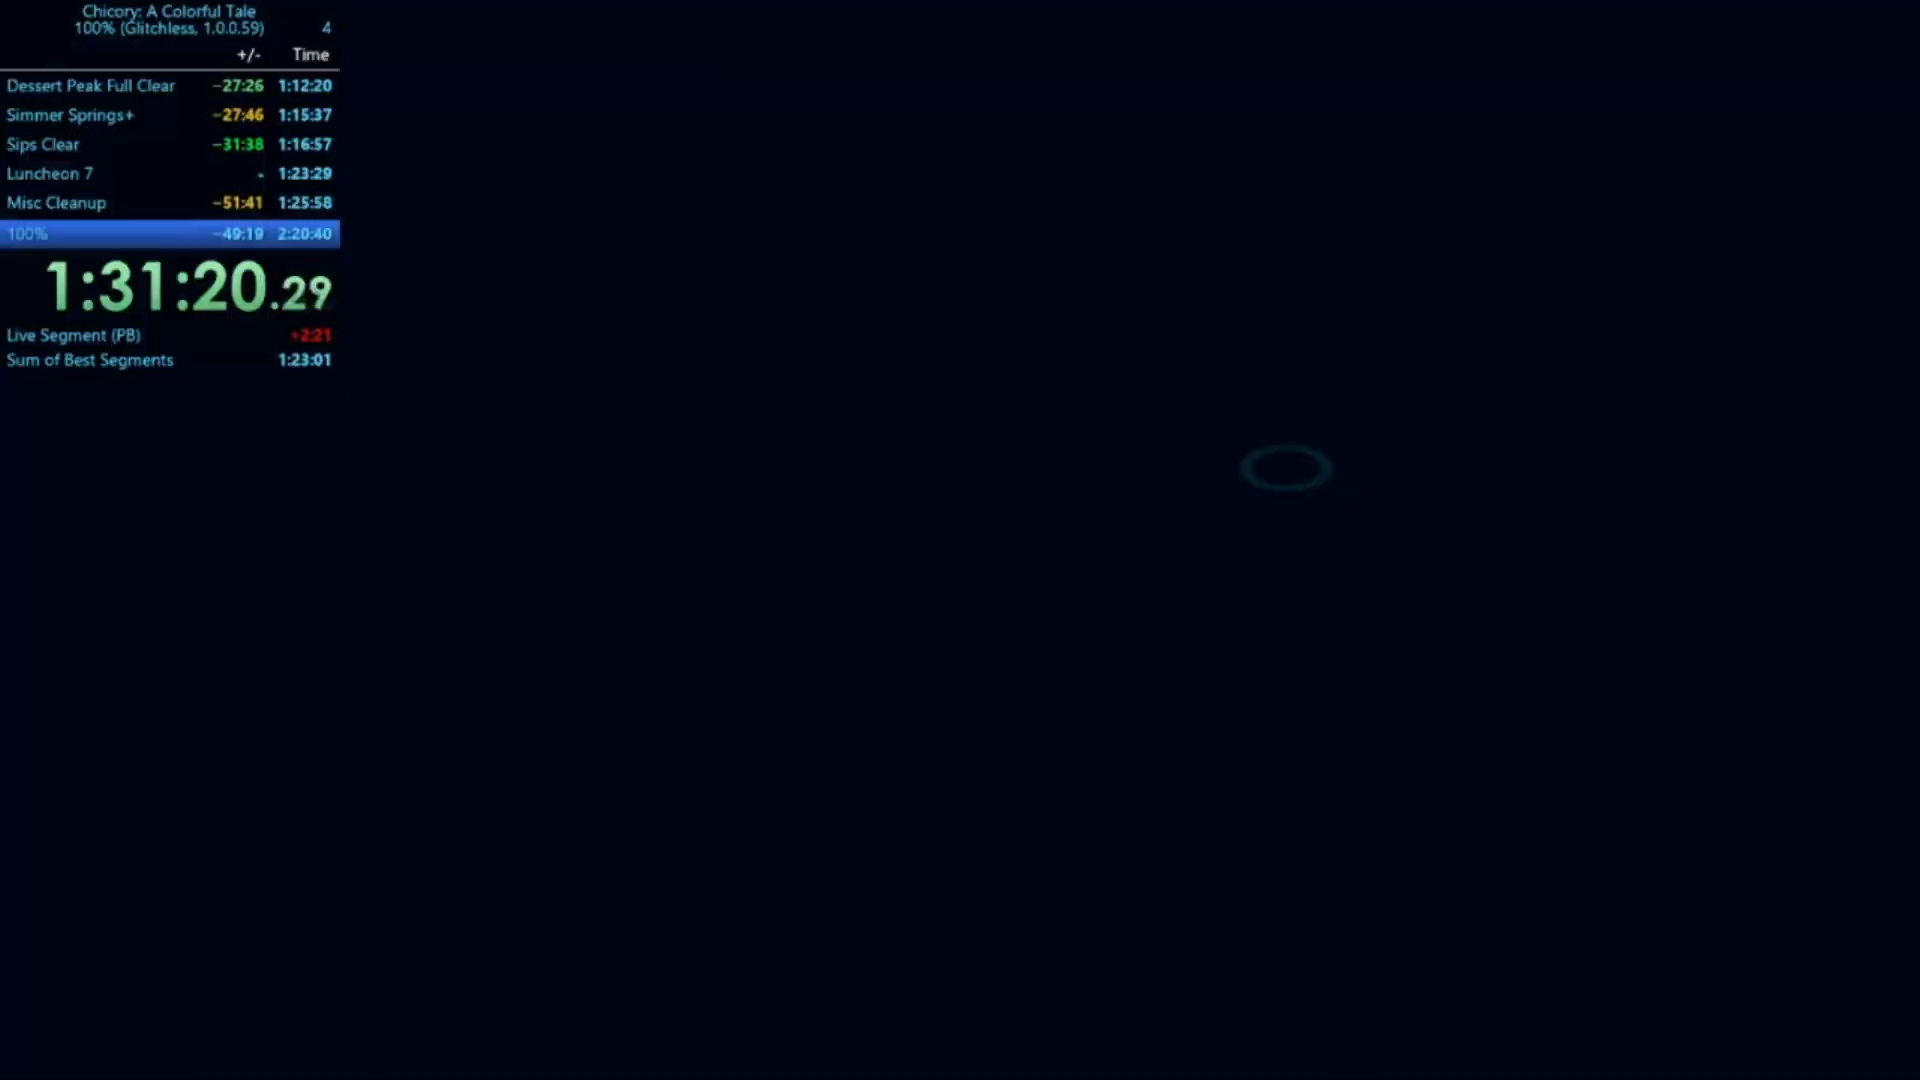 Chicory: A Colorful Tale
100% (Glitchless, 1.0.0.59) 4
+/- Time
Dessert Peak Full Clear −27:26 1:12:20
Simmer Springs+ −27:46 1:15:37
Sips Clear −31:38 1:16:57
Luncheon 7 - 1:23:29
Misc Cleanup −51:41 1:25:58
100% −49:19 2:20:40
1:31:20.29
Live Segment (PB) +2:21
Sum of Best Segments 1:23:01